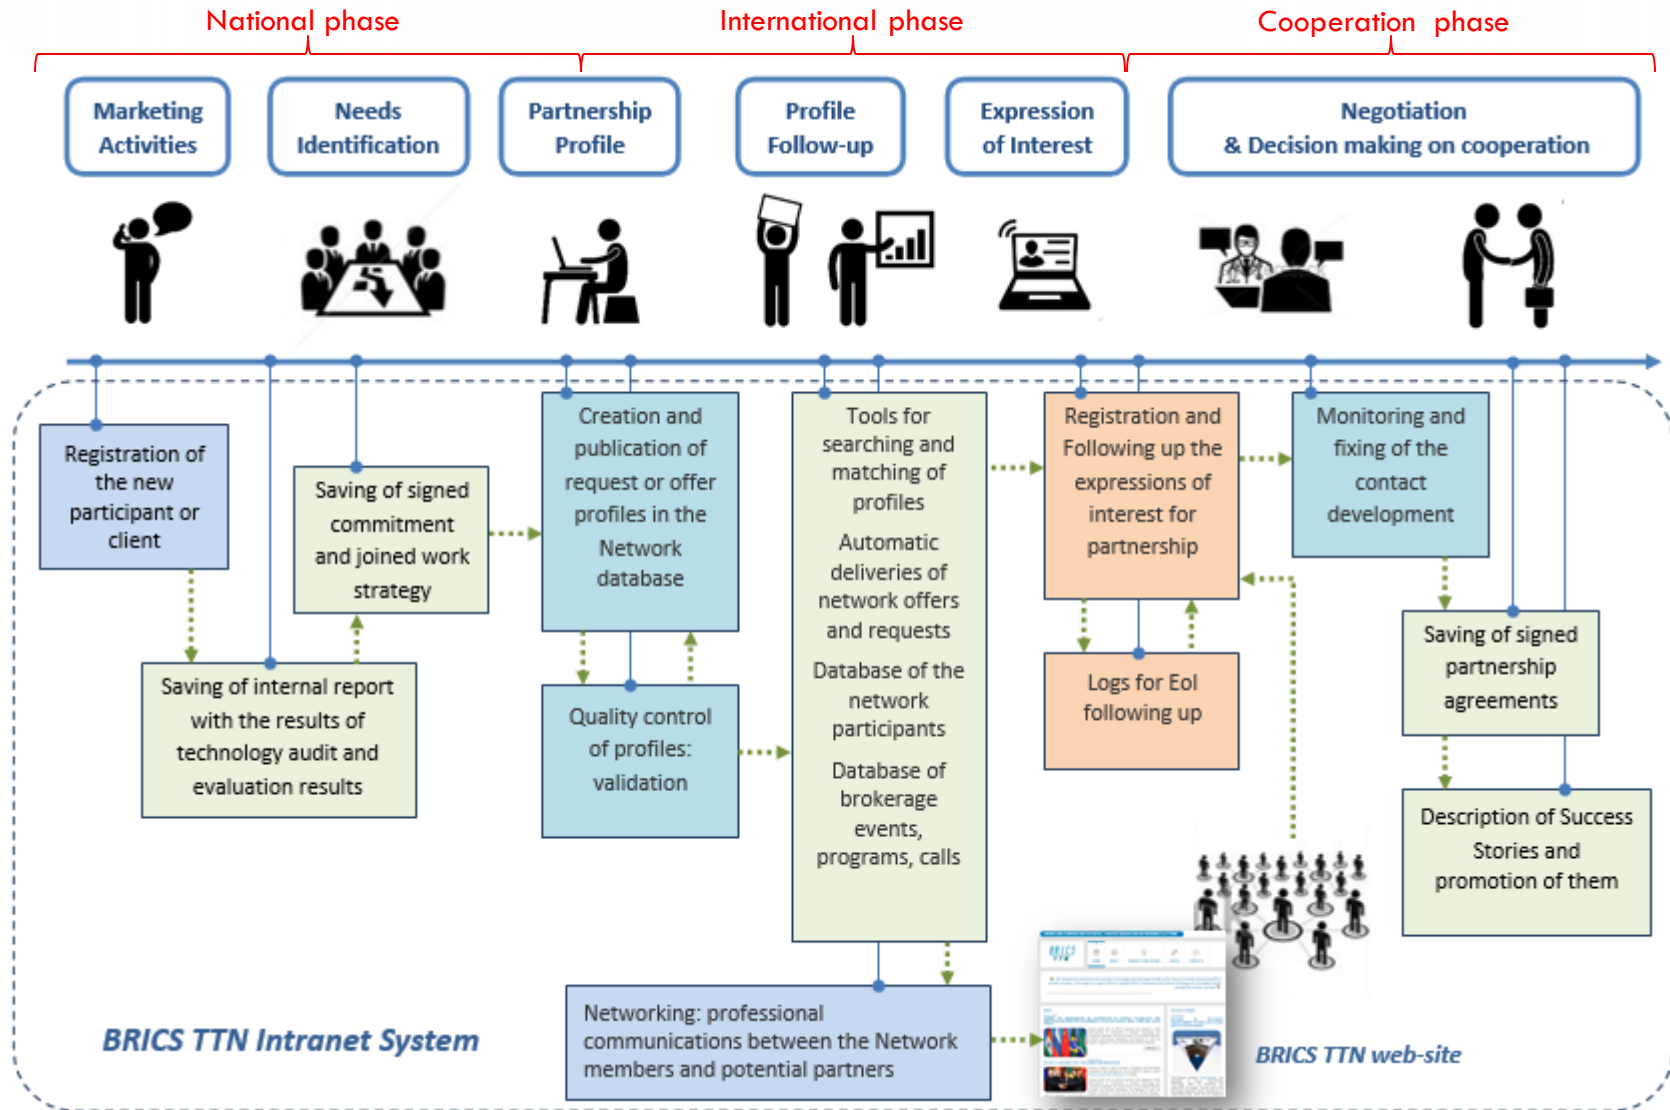 National phase
International phase
Cooperation phase
Marketing
Activities
Needs
Identification
Partnership
Profile
Profile
Follow-up
Expression
of Interest
Negotiation
& Decision making on cooperation
Registration of
the new
participant or
client
Saving of signed
commitment
and joined work
strategy
Saving of internal report
with the results of
technology audit and
evaluation results
Creation and
publication of
request or offer
profiles in the
Network
database
Quality control
of profiles:
validation
Tools for
searching and
matching of
profiles
Automatic
deliveries of
network offers
and requests
Database of the
network
participants
Database of
brokerage
events,
programs, calls
Networking: professional
communications between the Network
members and potential partners
Registration and
Following up the
expressions of
interest for
partnership
Logs for EoI
following up
Monitoring and
fixing of the
contact
development
Saving of signed
partnership
agreements
Description of Success
Stories and
promotion of them
BRICS
TTN
BRICS TTN Intranet System
BRICS TTN web-site